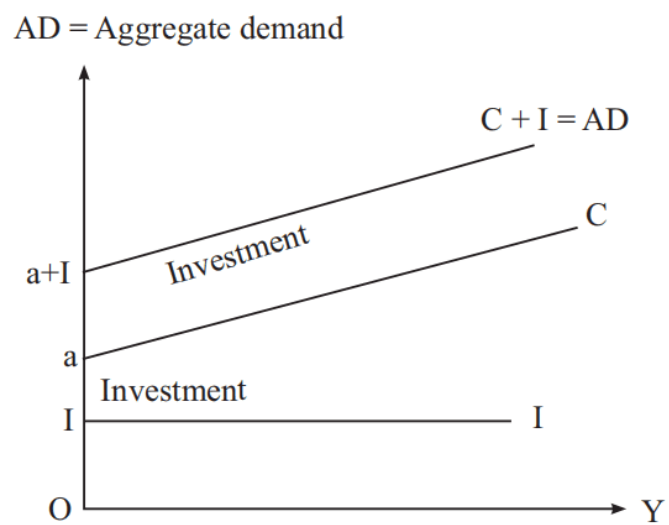 AD = Aggregate demand
C + I = AD
C
Investment
a+I
a
Investment
I
I
O
Y